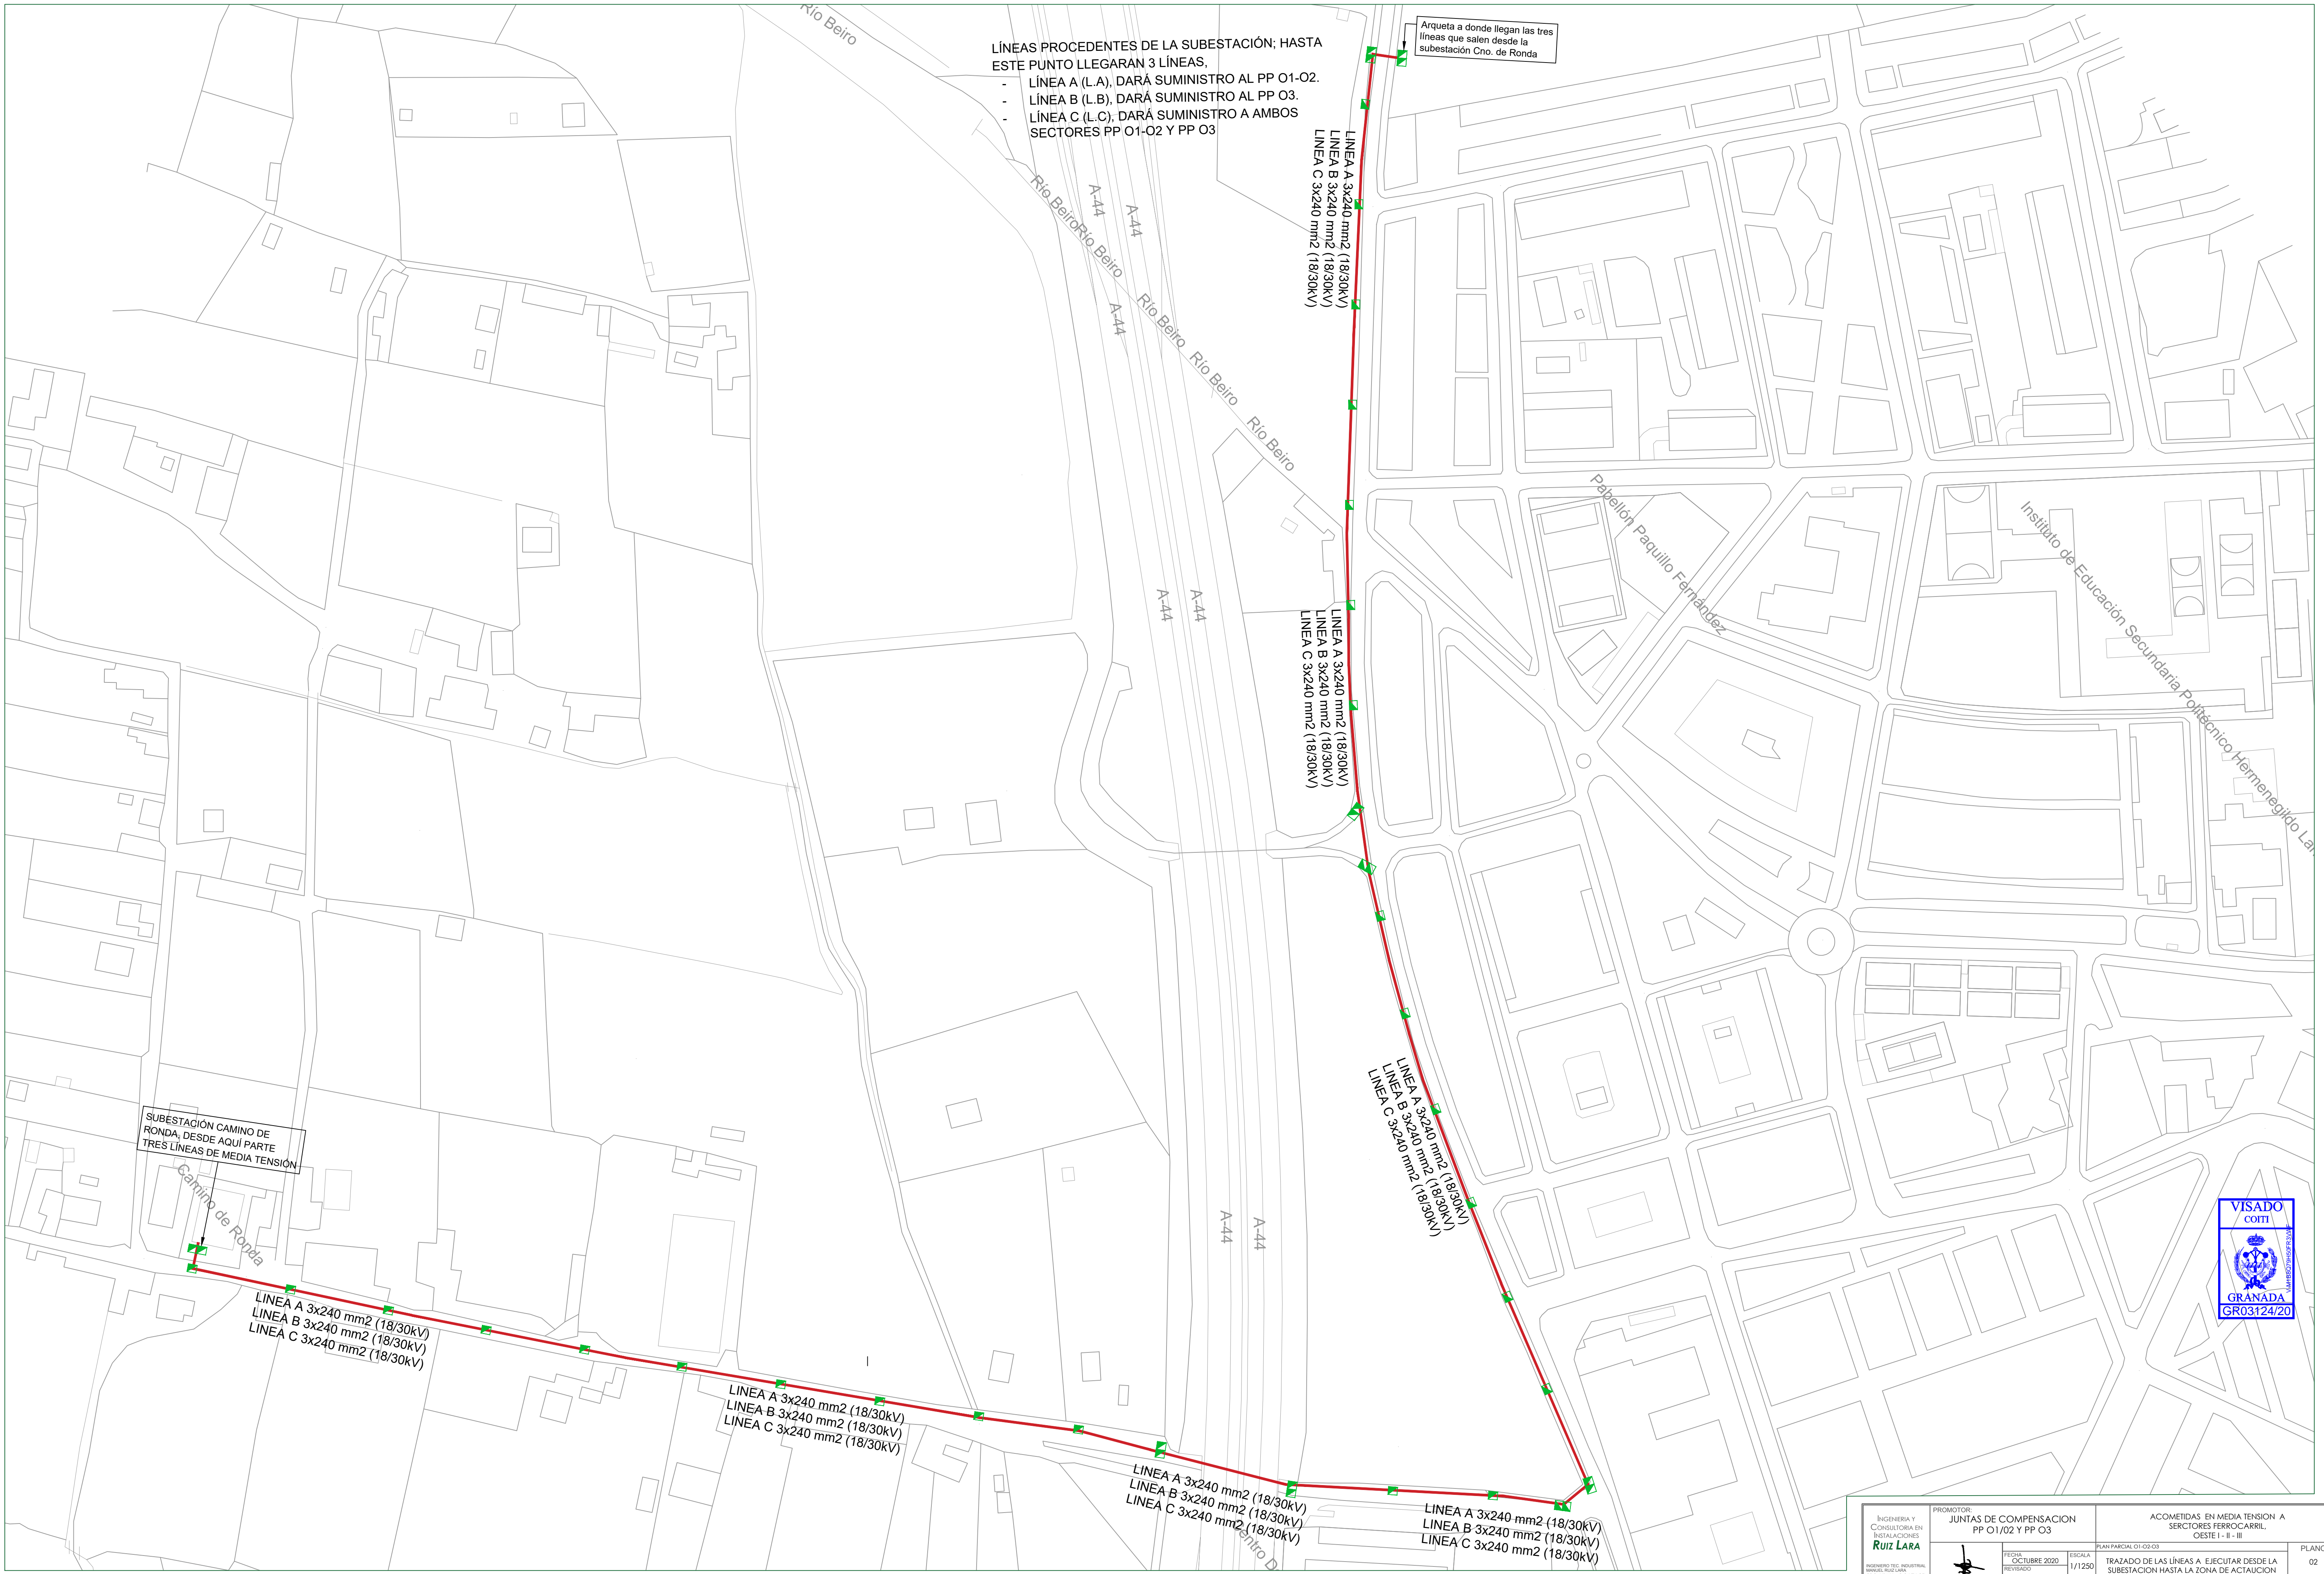 Río Beiro
LÍNEAS PROCEDENTES DE LA SUBESTACIÓN; HASTA
ESTE PUNTO LLEGARAN 3 LÍNEAS,
- LÍNEA A (L.A), DARÁ SUMINISTRO AL PP O1-O2.
- LÍNEA B (L.B), DARÁ SUMINISTRO AL PP O3.
- LÍNEA C (L.C), DARÁ SUMINISTRO A AMBOS
SECTORES PP O1-O2 Y PP O3
Arqueta a donde llegan las tres
líneas que salen desde la
subestación Cno. de Ronda
LINEA A 3x240 mm2 (18/30kV)
LINEA B 3x240 mm2 (18/30kV)
LINEA C 3x240 mm2 (18/30kV)
A-44
A-44
A-44
Río Beiro
Río Beiro
Río Beiro
Río Beiro
Río Beiro
Pabellón Paquillo Fernández
Instituto de Educación Secundaria Politécnico Hermenegildo La
A-44
A-44
LINEA A 3x240 mm2 (18/30kV)
LINEA B 3x240 mm2 (18/30kV)
LINEA C 3x240 mm2 (18/30kV)
LINEA A 3x240 mm2 (18/30kV)
LINEA B 3x240 mm2 (18/30kV)
LINEA C 3x240 mm2 (18/30kV)
SUBESTACIÓN CAMINO DE
RONDA, DESDE AQUÍ PARTE
TRES LÍNEAS DE MEDIA TENSIÓN
Camino de Ronda
A-44
A-44
VISADO
COITI
GRANADA
GR03124/20
LINEA A 3x240 mm2 (18/30kV)
LINEA B 3x240 mm2 (18/30kV)
LINEA C 3x240 mm2 (18/30kV)
LINEA A 3x240 mm2 (18/30kV)
LINEA B 3x240 mm2 (18/30kV)
LINEA C 3x240 mm2 (18/30kV)
LINEA A 3x240 mm2 (18/30kV)
LINEA B 3x240 mm2 (18/30kV)
LINEA C 3x240 mm2 (18/30kV)
LINEA A 3x240 mm2 (18/30kV)
LINEA B 3x240 mm2 (18/30kV)
LINEA C 3x240 mm2 (18/30kV)
Centro D
INGENIERIA Y
CONSULTORIA EN
INSTALACIONES
RUIZ LARA
INGENIERO TEC. INDUSTRIAL
MANUEL RUIZ LARA
PROMOTOR:
JUNTAS DE COMPENSACION
PP O1/02 Y PP O3
FECHA
OCTUBRE 2020
REVISADO
ESCALA
1/1250
ACOMETIDAS EN MEDIA TENSION A
SERCTORES FERROCARRIL,
OESTE I - II - III
PLAN PARCIAL O1-O2-O3
TRAZADO DE LAS LÍNEAS A EJECUTAR DESDE LA
SUBESTACION HASTA LA ZONA DE ACTAUCION
PLANO
02